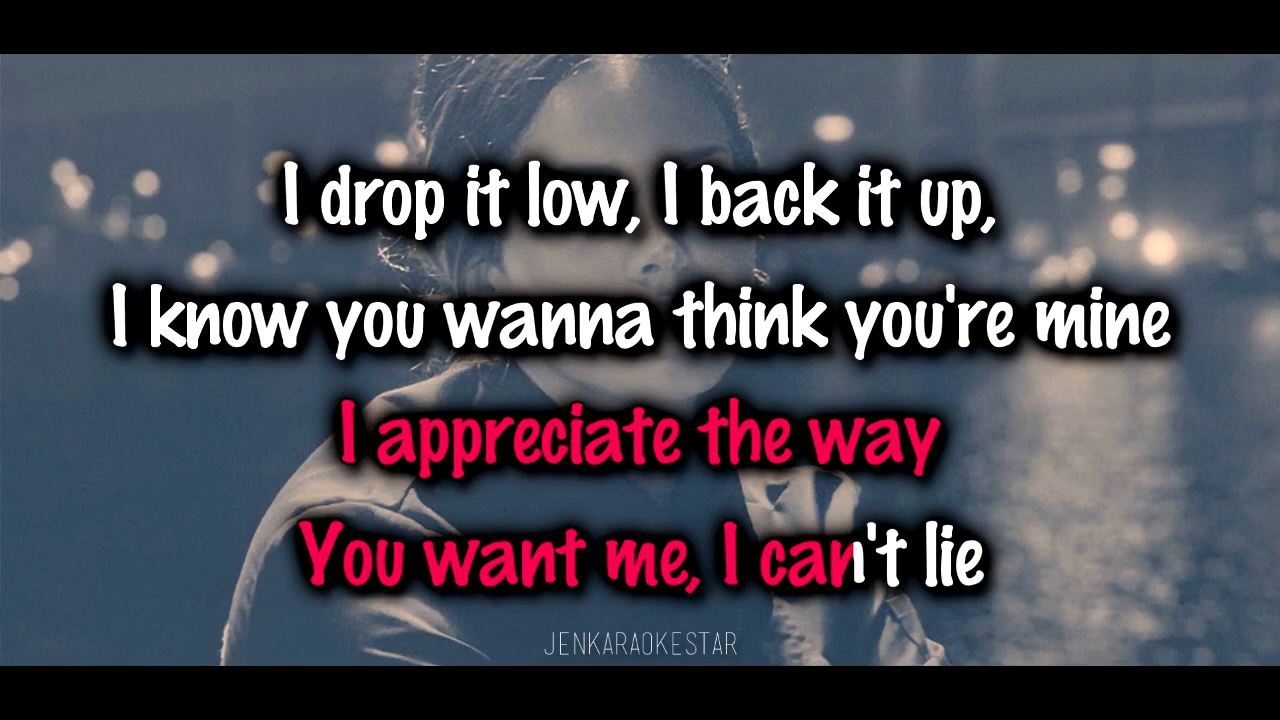 I drop it low, I back it up,
I know you wanna think you're mine
I appreciate the way
You want me, I can't lie
JENKARAOKESTAR